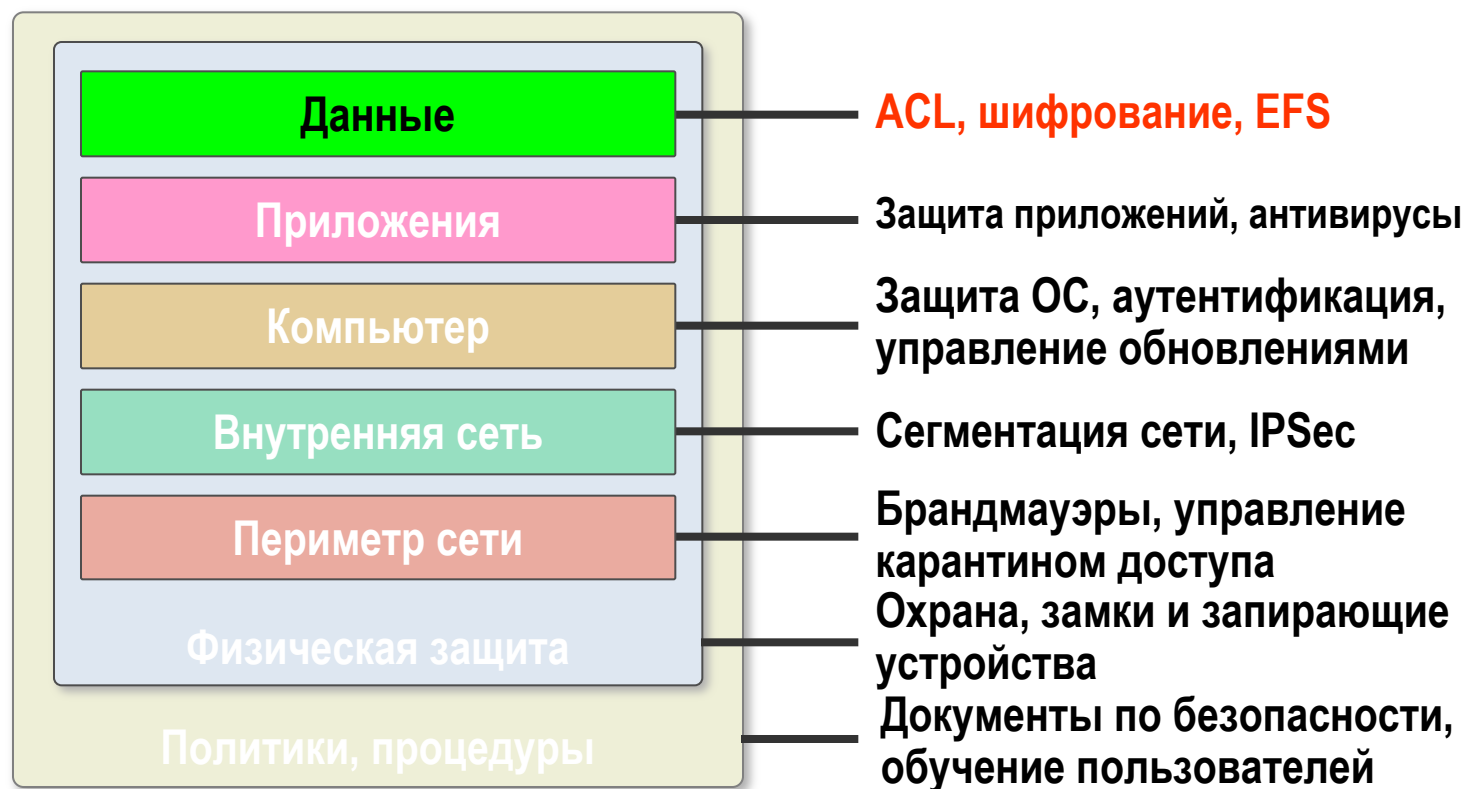 Данные
ACL, шифрование, EFS
Приложения
Защита приложений, антивирусы
Компьютер
Защита ОС, аутентификация,
управление обновлениями
Внутренняя сеть
Сегментация сети, IPSec
Периметр сети
Брандмауэры, управление
карантином доступа
Физическая защита
Охрана, замки и запирающие
устройства
Политики, процедуры
Документы по безопасности,
обучение пользователей